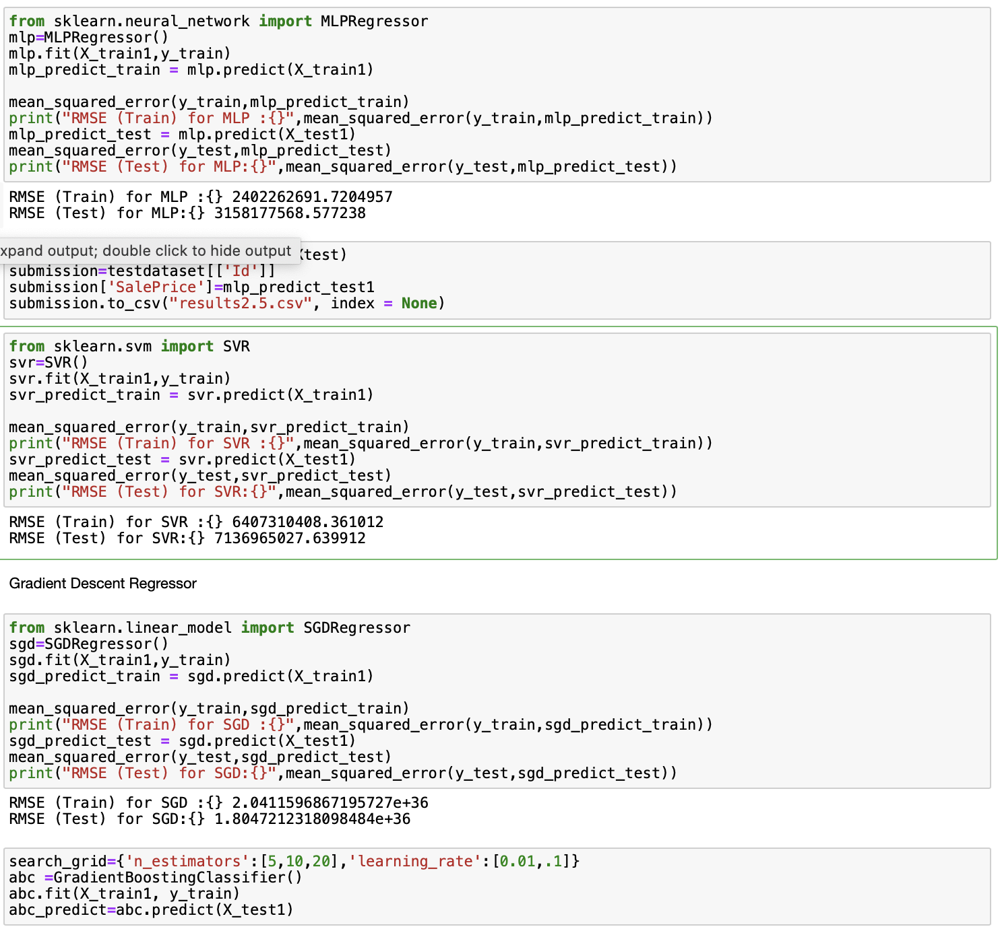 from sklearn.neural_network import MLPRegressor
mlp=MLPRegressor()
mlp.fit(X_train1,y_train)
mlp_predict_train = mlp.predict(X_train1)
mean_squared_error(y_train,mlp_predict_train)
print("RMSE (Train) for MLP :{}",mean_squared_error(y_train,mlp_predict_train))
mlp_predict_test = mlp.predict(X_test1)
mean_squared_error(y_test,mlp_predict_test)
print("RMSE (Test) for MLP:{}",mean_squared_error(y_test,mlp_predict_test))
RMSE (Train) for MLP :{} 2402262691.7204957
RMSE (Test) for MLP:{} 3158177568.577238
xpand output; double click to hide output
test)
submission=testdataset[['Id']]
submission['SalePrice']=mlp_predict_test1
submission.to_csv("results2.5.csv", index = None)
from sklearn.svm import SVR
svr=SVR()
svr.fit(X_train1,y_train)
svr_predict_train = svr.predict(X_train1)
mean_squared_error(y_train,svr_predict_train)
print("RMSE (Train) for SVR :{}",mean_squared_error(y_train,svr_predict_train))
svr_predict_test = svr.predict(X_test1)
mean_squared_error(y_test,svr_predict_test)
print("RMSE (Test) for SVR:{}",mean_squared_error(y_test,svr_predict_test))
RMSE (Train) for SVR :{} 6407310408.361012
RMSE (Test) for SVR:{} 7136965027.639912
Gradient Descent Regressor
from sklearn.linear_model import SGDRegressor
sgd=SGDRegressor()
sgd.fit(X_train1,y_train)
sgd_predict_train = sgd.predict(X_train1)
mean_squared_error(y_train,sgd_predict_train)
print("RMSE (Train) for SGD :{}",mean_squared_error(y_train,sgd_predict_train))
sgd_predict_test = sgd.predict(X_test1)
mean_squared_error(y_test,sgd_predict_test)
print("RMSE (Test) for SGD:{}",mean_squared_error(y_test,sgd_predict_test))
RMSE (Train) for SGD :{} 2.0411596867195727e+36
RMSE (Test) for SGD:{} 1.8047212318098484e+36
search_grid={'n_estimators':[5,10,20],'learning_rate':[0.01,.1]}
abc =GradientBoostingClassifier()
abc.fit(X_train1, y_train)
abc_predict=abc.predict(X_test1)